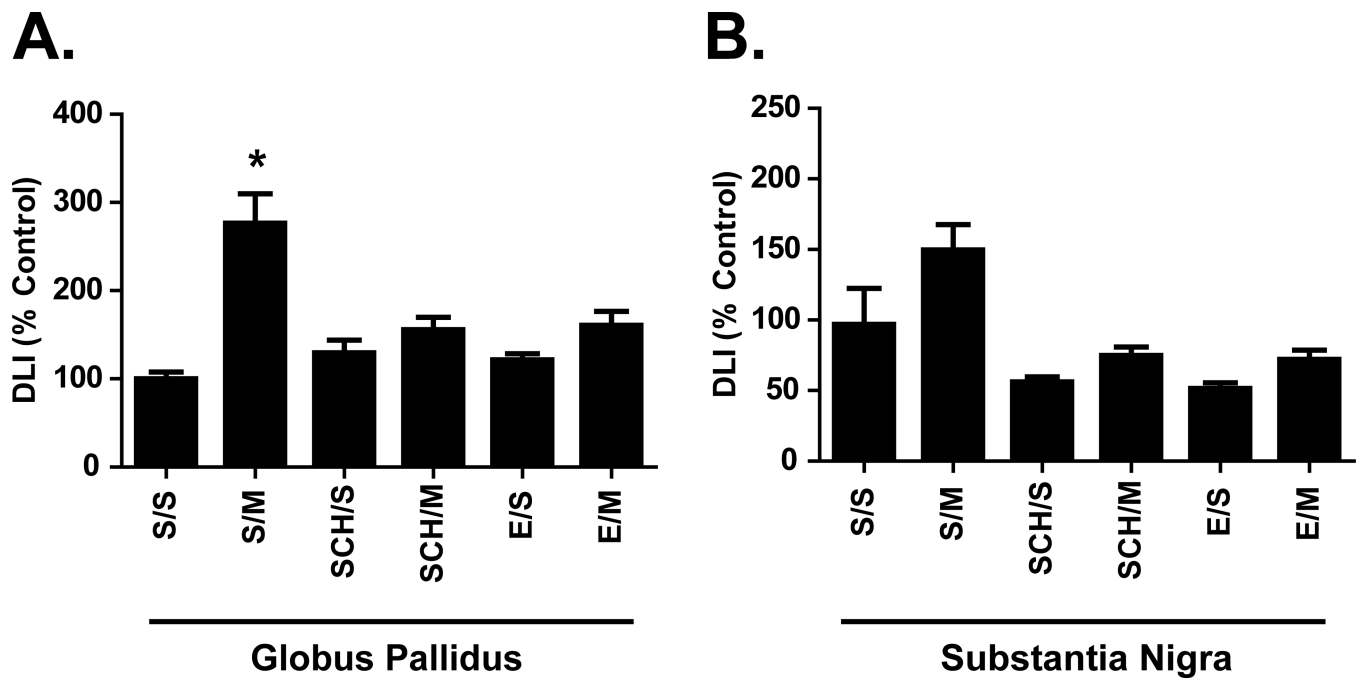 A.
DLI (% Control)
400
300
200
100
0
*
S/S
S/M
SCH/S
SCH/M
E/S
E/M
Globus Pallidus
B.
DLI (% Control)
250
200
150
100
50
0
S/S
S/M
SCH/S
SCH/M
E/S
E/M
Substantia Nigra